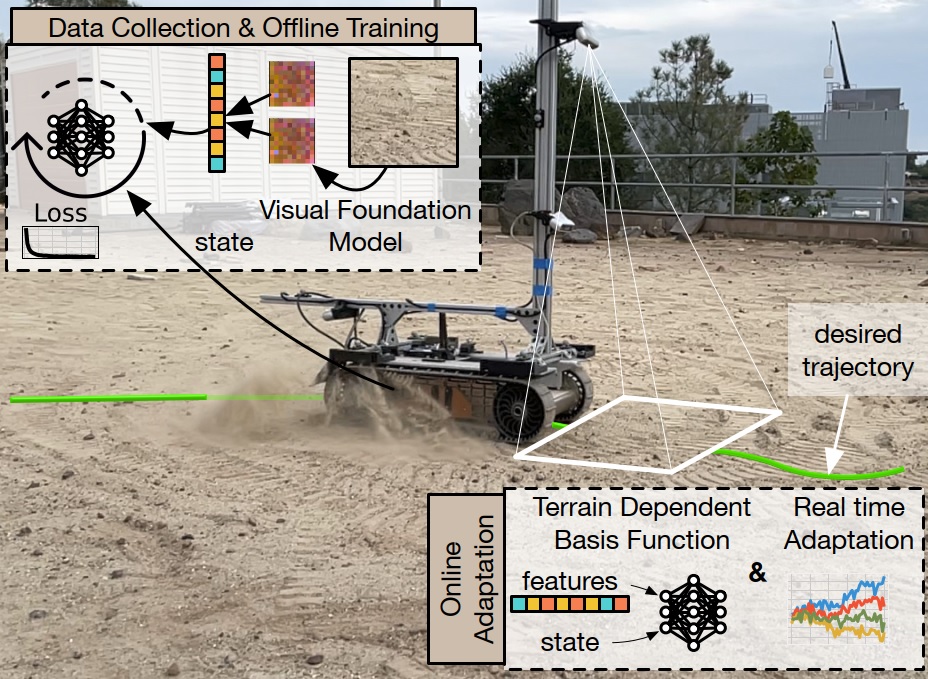 Data Collection & Offline Training
Loss
state
Visual Foundation
Model
desired
trajectory
Online
Adaptation
Terrain Dependent
Basis Function
features
state
&
Real time
Adaptation